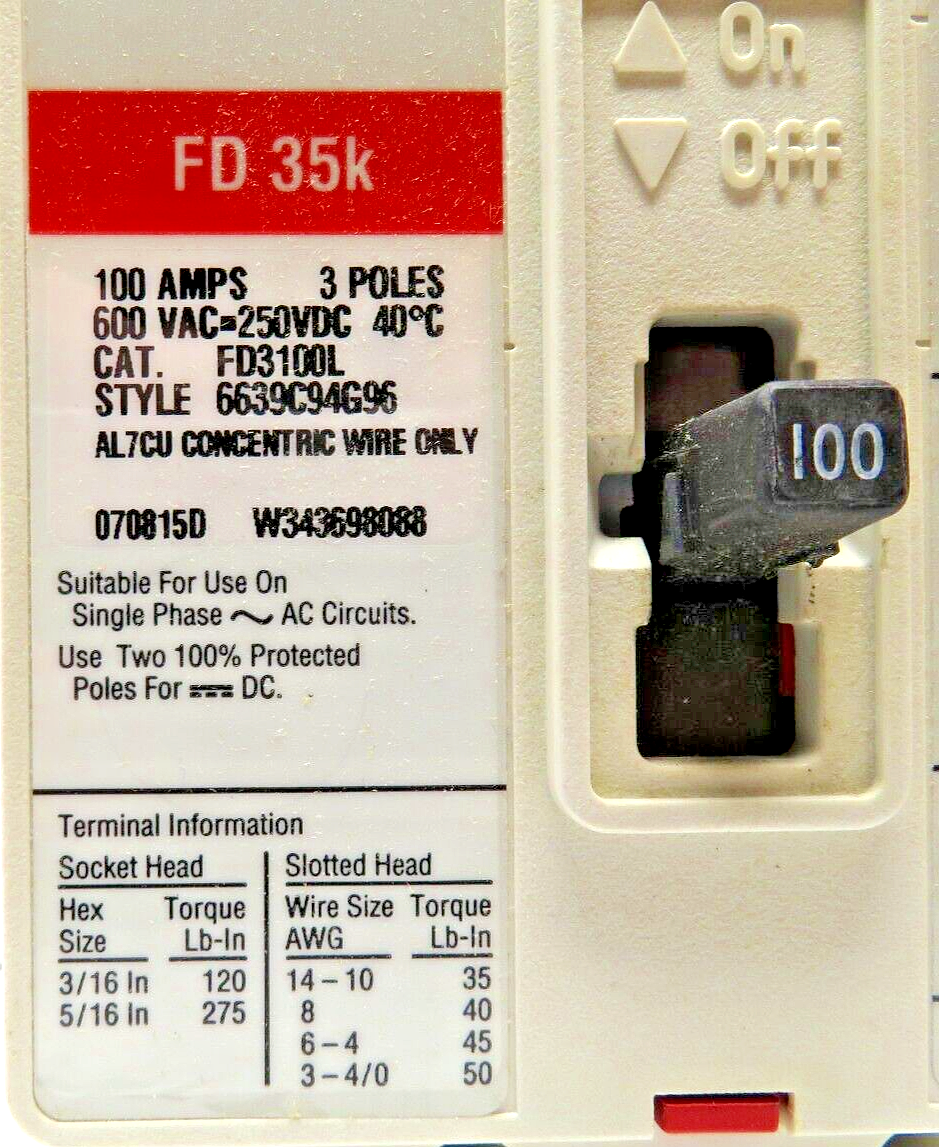 On
Off
FD 35k
100 AMPS 3 POLES
600 VAC=250VDC 40°C
CAT. FD3100L
STYLE 6639C94G96
AL7CU CONCENTRIC WIRE ONLY
070815D W343698088
100
Suitable For Use On
Single Phase ~ AC Circuits.
Use Two 100% Protected
Poles For ⎓ DC.
Terminal Information
Socket Head Slotted Head
Hex Torque Wire Size Torque
Size Lb-In AWG Lb-In
3/16 In 120 14 – 10 35
5/16 In 275 8 40
6 – 4 45
3 – 4/0 50